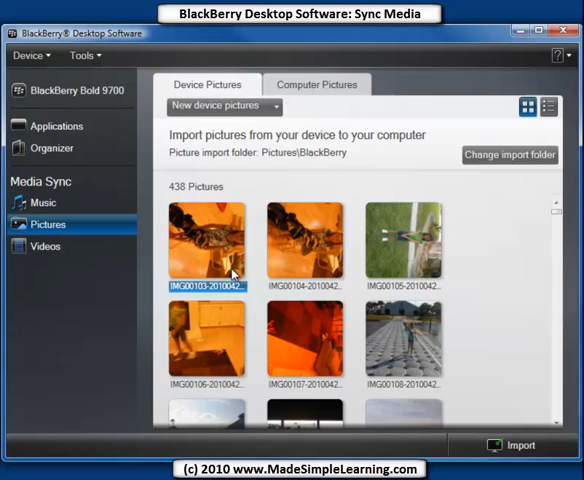 BlackBerry Desktop Software: Sync Media
BlackBerry® Desktop Software
Device Tools ?
BlackBerry Bold 9700
Applications
Organizer
Media Sync
Music
Pictures
Videos
Device Pictures Computer Pictures
New device pictures
Import pictures from your device to your computer
Picture import folder: Pictures\BlackBerry
Change import folder
438 Pictures
IMG00103-2010042... IMG00104-2010042... IMG00105-2010042...
IMG00106-2010042... IMG00107-2010042... IMG00108-2010042...
Import
(c) 2010 www.MadeSimpleLearning.com